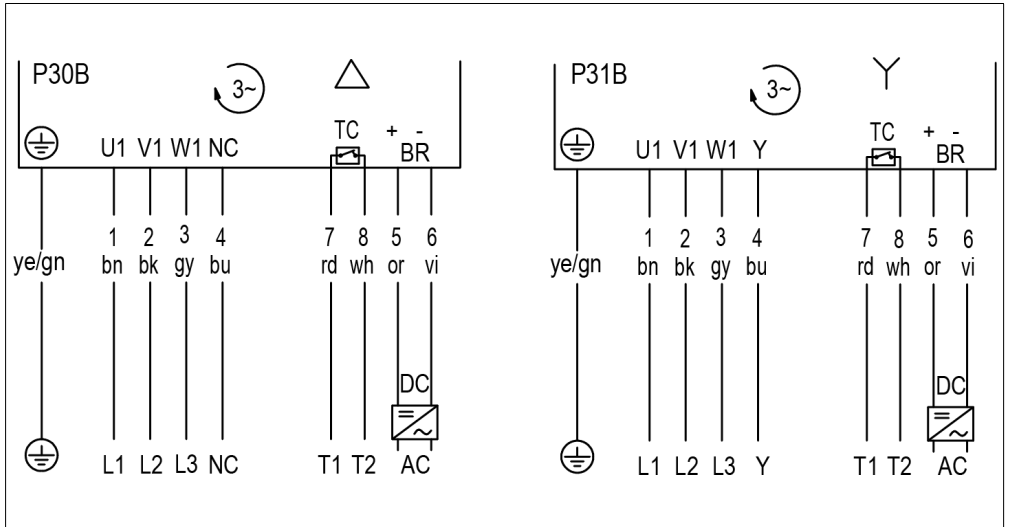 P30B 3~
TC + -
U1 V1 W1 NC BR
1 2 3 4 7 8 5 6
ye/gn bn bk gy bu rd wh or vi
DC
L1 L2 L3 NC T1 T2 AC
P31B 3~
TC + -
U1 V1 W1 Y BR
1 2 3 4 7 8 5 6
ye/gn bn bk gy bu rd wh or vi
DC
L1 L2 L3 Y T1 T2 AC